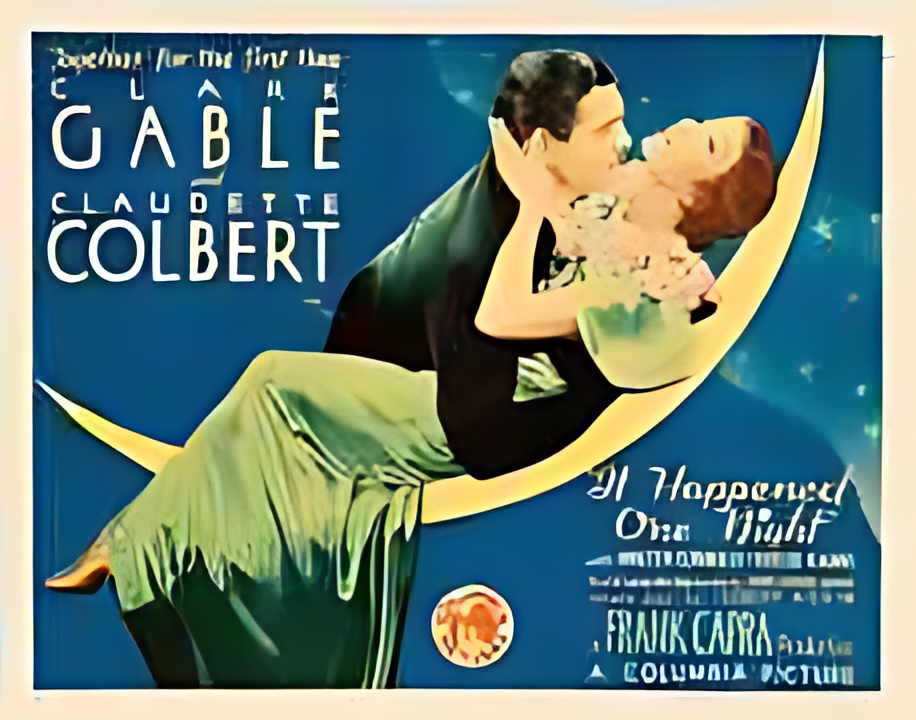 Together for the first time
CLARK
GABLE
CLAUDETTE
COLBERT
It Happened
One Night
FRANK CAPRA
A COLUMBIA PICTURE